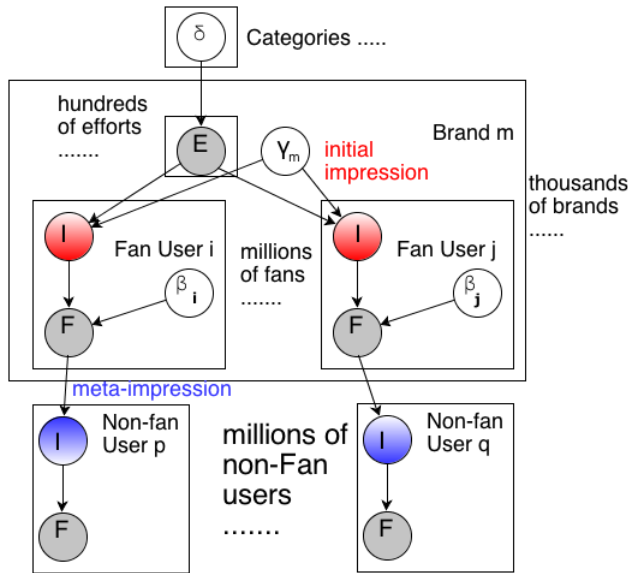 δ
Categories .....
hundreds
of efforts
.......
E
γm
Brand m
initial
impression
thousands
of brands
......
I
Fan User i
millions
of fans
.......
I
Fan User j
β i
β j
F
F
meta-impression
I
Non-fan
User p
millions of
non-Fan
users
.......
I
Non-fan
User q
F
F